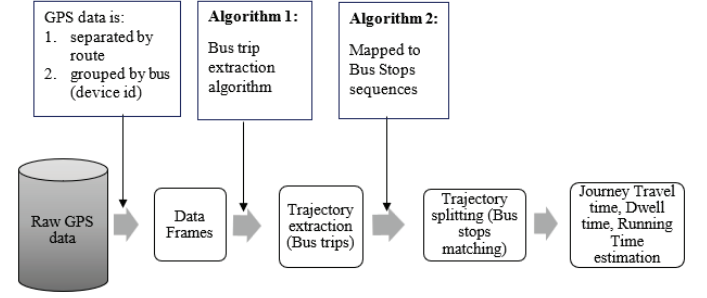 GPS data is:
1. separated by
route
2. grouped by bus
(device id)
Algorithm 1:
Bus trip
extraction
algorithm
Algorithm 2:
Mapped to
Bus Stops
sequences
Raw GPS
data
Data
Frames
Trajectory
extraction
(Bus trips)
Trajectory
splitting (Bus
stops
matching)
Journey Travel
time, Dwell
time, Running
Time
estimation